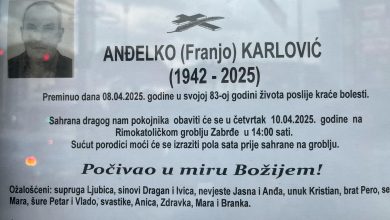 ANĐELKO (Franjo) KARLOVIĆ
(1942 - 2025)
Preminuo dana 08.04.2025. godine u svojoj 83-oj godini života poslije kraće bolesti.
Sahrana dragog nam pokojnika obaviti će se u četvrtak 10.04.2025. godine na
Rimokatoličkom groblju Zabrđe u 14:00 sati.
Sućut porodici moći će se izraziti pola sata prije sahrane na groblju.
Počivao u miru Božijem!
Ožalošćeni: supruga Ljubica, sinovi Dragan i Ivica, nevjeste Jasna i Anđa, unuk Kristian, brat Pero, se
Mara, šure Petar i Vlado, svastike, Anica, Zdravka, Mara i Branka.